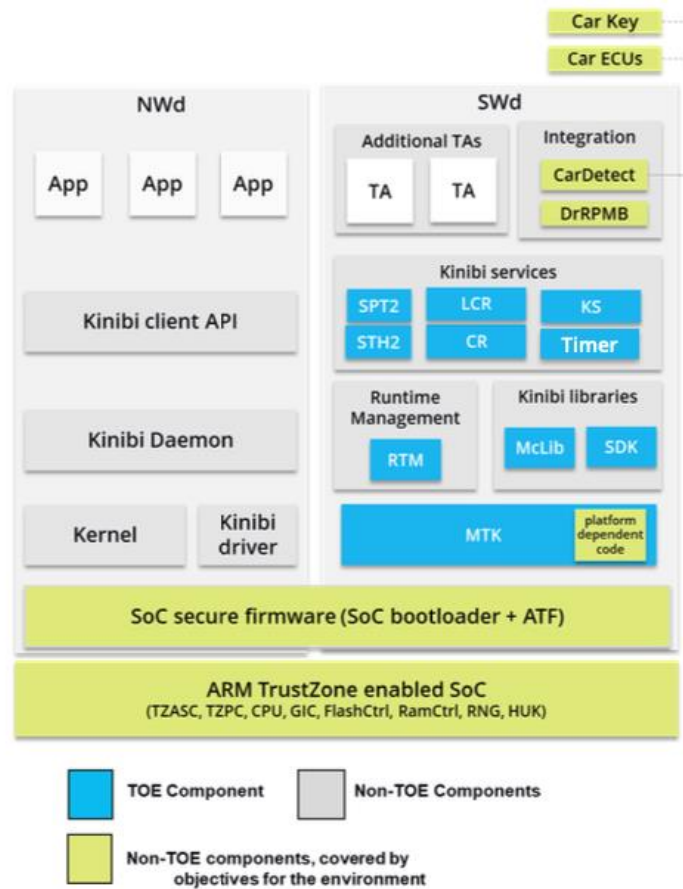 Car Key
Car ECUs
NWd
SWd
App
App
App
Additional TAs
TA
TA
Integration
CarDetect
DrRPMB
Kinibi client API
Kinibi services
SPT2
LCR
KS
STH2
CR
Timer
Kinibi Daemon
Runtime
Management
RTM
Kinibi libraries
McLib
SDK
Kernel
Kinibi
driver
MTK
platform
dependent
code
SoC secure firmware (SoC bootloader + ATF)
ARM TrustZone enabled SoC
(TZASC, TZPC, CPU, GIC, FlashCtrl, RamCtrl, RNG, HUK)
TOE Component
Non-TOE Components
Non-TOE components, covered by
objectives for the environment